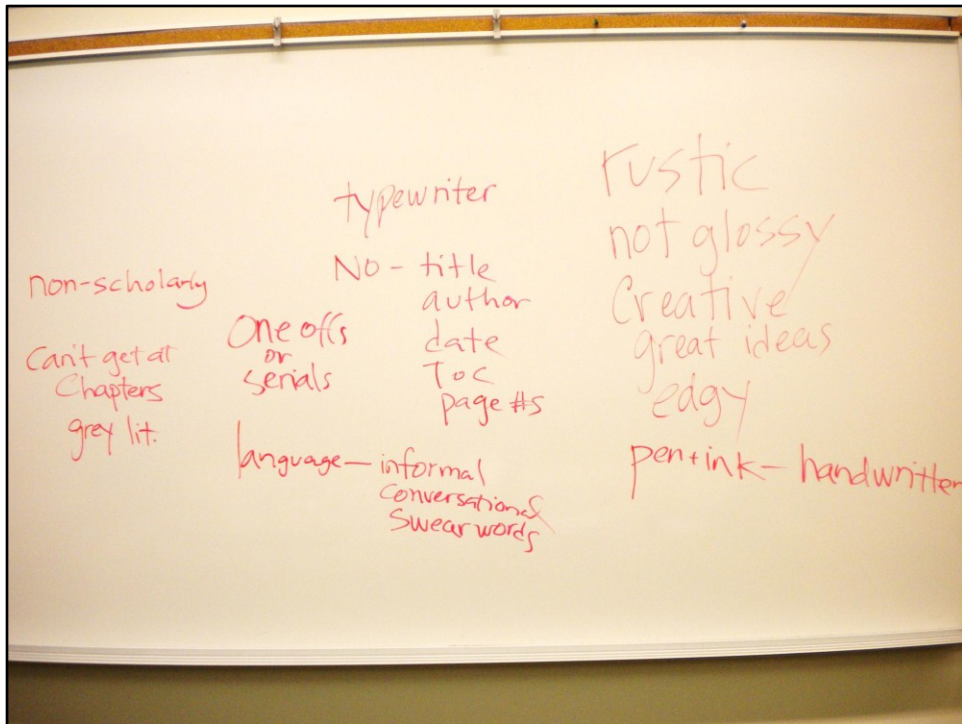 non-scholarly
Can't get at
Chapters
grey lit.
One offs
or
serials
typewriter
No - title
author
date
TOC
page #s
language - informal
conversational
swear words
rustic
not glossy
Creative
great ideas
edgy
pen + ink - handwritten